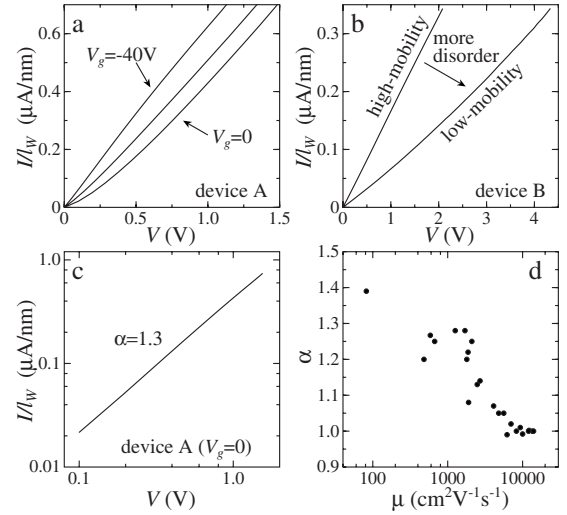 a
V_g=-40V
V_g=0
device A
I/l_W (μA/nm)
0.6
0.4
0.2
0.0
0.0 0.5 1.0 1.5
V (V)
b
high-mobility
more
disorder
low-mobility
device B
I/l_W (μA/nm)
0.3
0.2
0.1
0.0
0 1 2 3 4
V (V)
c
α=1.3
device A (V_g=0)
I/l_W (μA/nm)
1.0
0.10
0.01
0.1 1.0
V (V)
d
α
1.5
1.4
1.3
1.2
1.1
1.0
0.9
100 1000 10000
μ (cm²V⁻¹s⁻¹)